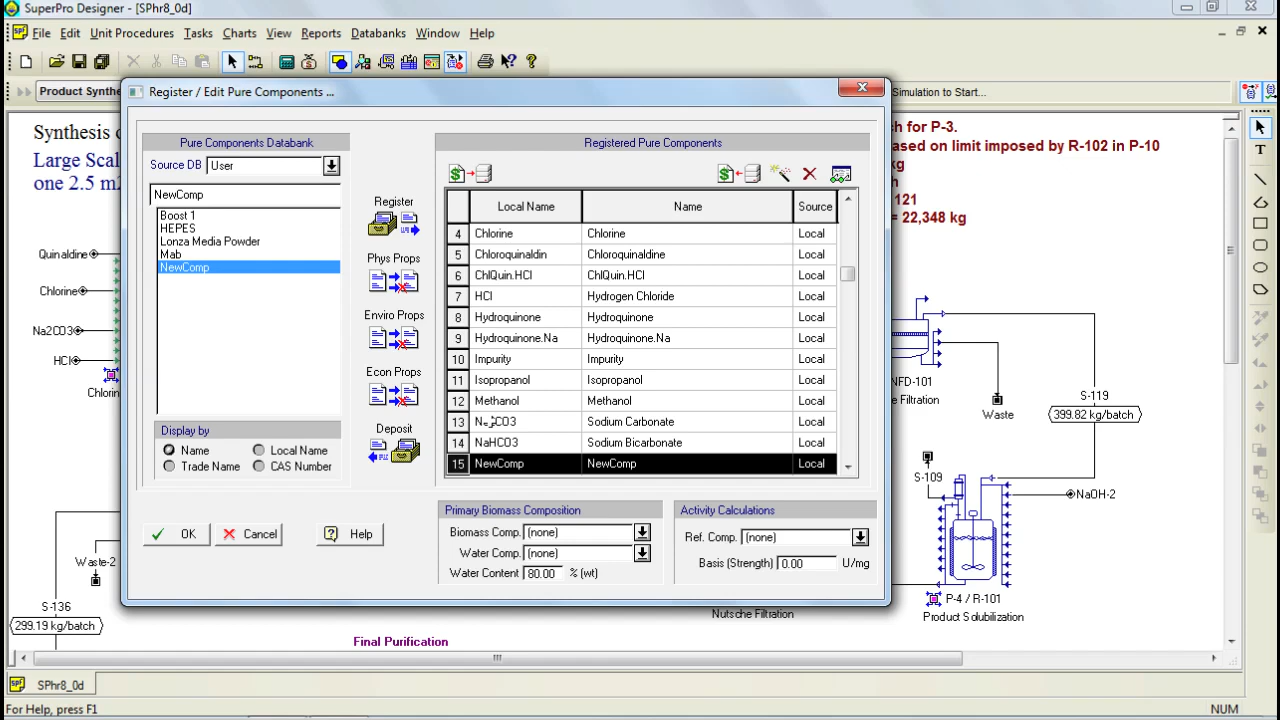 SuperPro Designer - [SPhr8_0d]
File Edit Unit Procedures Tasks Charts View Reports Databanks Window Help
Product Synthe
Simulation to Start...
Register / Edit Pure Components ...
Synthesis o
Large Scal
one 2.5 m2
ch for P-3.
based on limit imposed by R-102 in P-10
kg
h
121
= 22,348 kg
Quinaldine
Chlorine
Na2CO3
HCl
Chlorin
Waste-2
S-136
299.19 kg/batch
Pure Components Databank
Source DB User
NewComp
Boost 1
HEPES
Lonza Media Powder
Mab
NewComp
Display by
Name Local Name
Trade Name CAS Number
OK Cancel Help
Register
Phys Props
Enviro Props
Econ Props
Deposit
Registered Pure Components
Local Name Name Source
4 Chlorine Chlorine Local
5 Chloroquinaldin Chloroquinaldine Local
6 ChlQuin.HCl ChlQuin.HCl Local
7 HCl Hydrogen Chloride Local
8 Hydroquinone Hydroquinone Local
9 Hydroquinone.Na Hydroquinone.Na Local
10 Impurity Impurity Local
11 Isopropanol Isopropanol Local
12 Methanol Methanol Local
13 Sodium Carbonate Local
14 NaHCO3 Sodium Bicarbonate Local
15 NewComp NewComp Local
Primary Biomass Composition
Biomass Comp. (none)
Water Comp. (none)
Water Content 80.00 % (wt)
Activity Calculations
Ref. Comp. (none)
Basis (Strength) 0.00 U/mg
NFD-101
he Filtration
Waste
S-119
399.82 kg/batch
S-109
NaOH-2
P-4 / R-101
Product Solubilization
Nutsche Filtration
Final Purification
SPhr8_0d
For Help, press F1
NUM